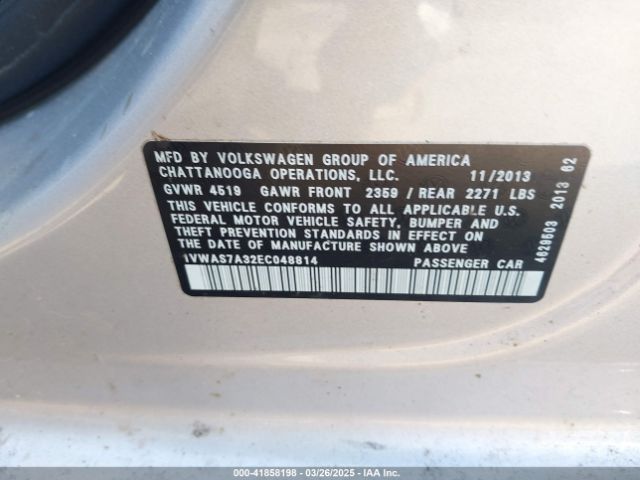 MFD BY VOLKSWAGEN GROUP OF AMERICA
CHATTANOOGA OPERATIONS, LLC. 11/2013
GVWR 4519 GAWR FRONT 2359 / REAR 2271 LBS
THIS VEHICLE CONFORMS TO ALL APPLICABLE U.S.
FEDERAL MOTOR VEHICLE SAFETY, BUMPER AND
THEFT PREVENTION STANDARDS IN EFFECT ON
THE DATE OF MANUFACTURE SHOWN ABOVE
1VWAS7A32EC048814 PASSENGER CAR
4629503 2013 62
000-41858198 - 03/26/2025 - IAA Inc.